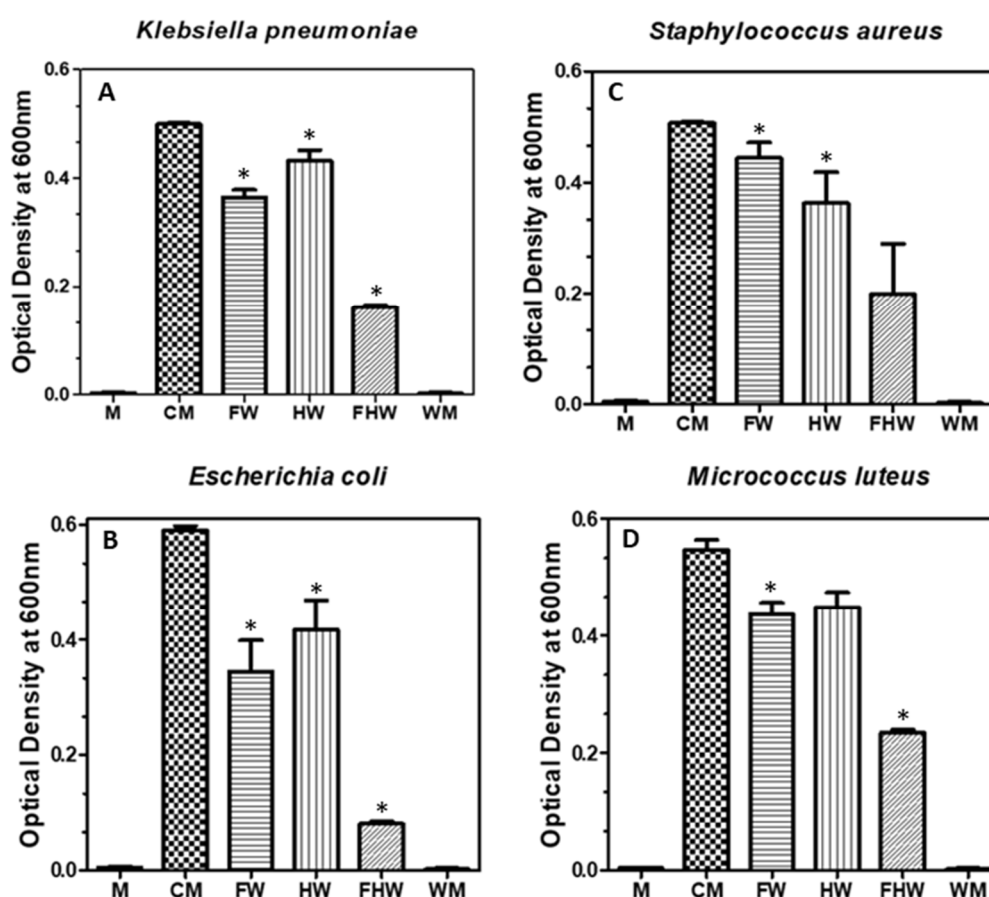 Klebsiella pneumoniae
A
Optical Density at 600nm
0.6
0.4
0.2
0.0
* * *
M CM FW HW FHW WM
Staphylococcus aureus
C
Optical Density at 600nm
0.6
0.4
0.2
0.0
* *
M CM FW HW FHW WM
Escherichia coli
B
Optical Density at 600nm
0.6
0.4
0.2
0.0
* * *
M CM FW HW FHW WM
Micrococcus luteus
D
Optical Density at 600nm
0.6
0.4
0.2
0.0
* *
M CM FW HW FHW WM